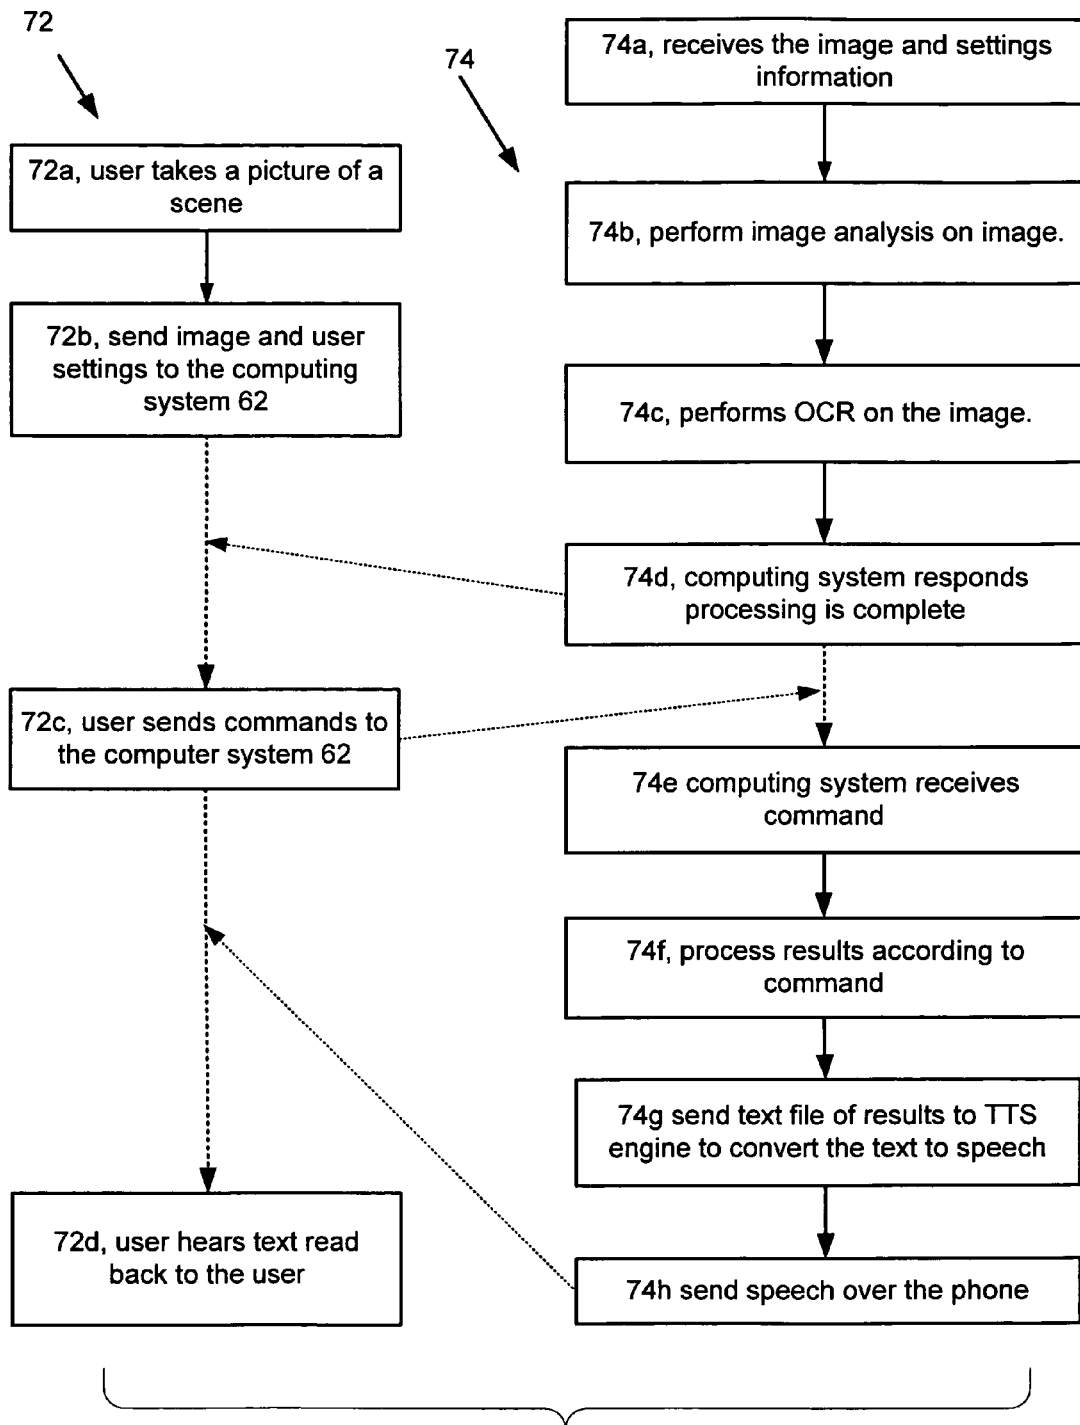 72
72a, user takes a picture of a
scene
72b, send image and user
settings to the computing
system 62
72c, user sends commands to
the computer system 62
72d, user hears text read
back to the user
74
74a, receives the image and settings
information
74b, perform image analysis on image.
74c, performs OCR on the image.
74d, computing system responds
processing is complete
74e computing system receives
command
74f, process results according to
command
74g send text file of results to TTS
engine to convert the text to speech
74h send speech over the phone